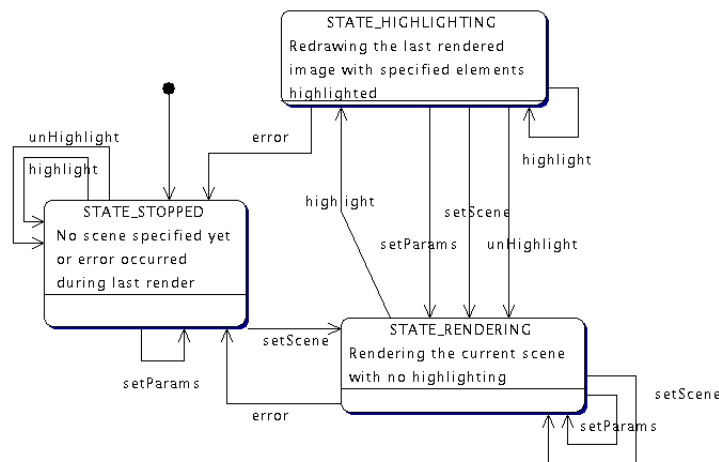 STATE_HIGHLIGHTING
Redrawing the last rendered
image with specified elements
highlighted
unHighlight
highlight
error
highlight
STATE_STOPPED
No scene specified yet
or error occurred
during last render
highlight
setScene
setParams
unHighlight
setScene
STATE_RENDERING
Rendering the current scene
with no highlighting
setParams
error
setScene
setParams